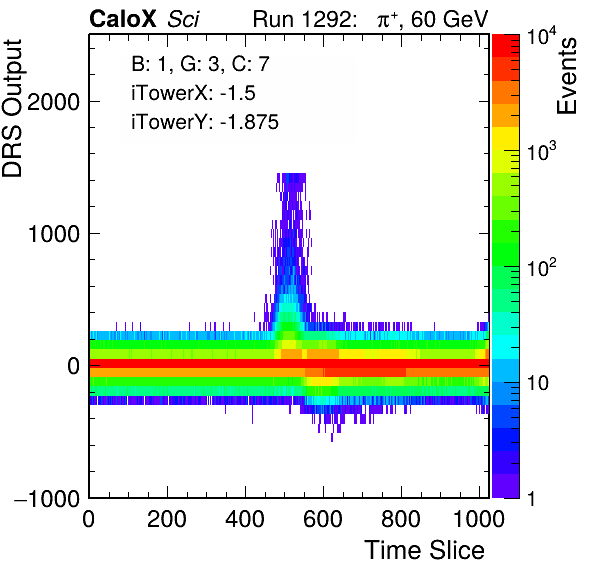 CaloX Sci Run 1292: π⁺, 60 GeV
B: 1, G: 3, C: 7
iTowerX: -1.5
iTowerY: -1.875
DRS Output
2000
1000
0
−1000
0 200 400 600 800 1000
Time Slice
Events
10⁴
10³
10²
10
1